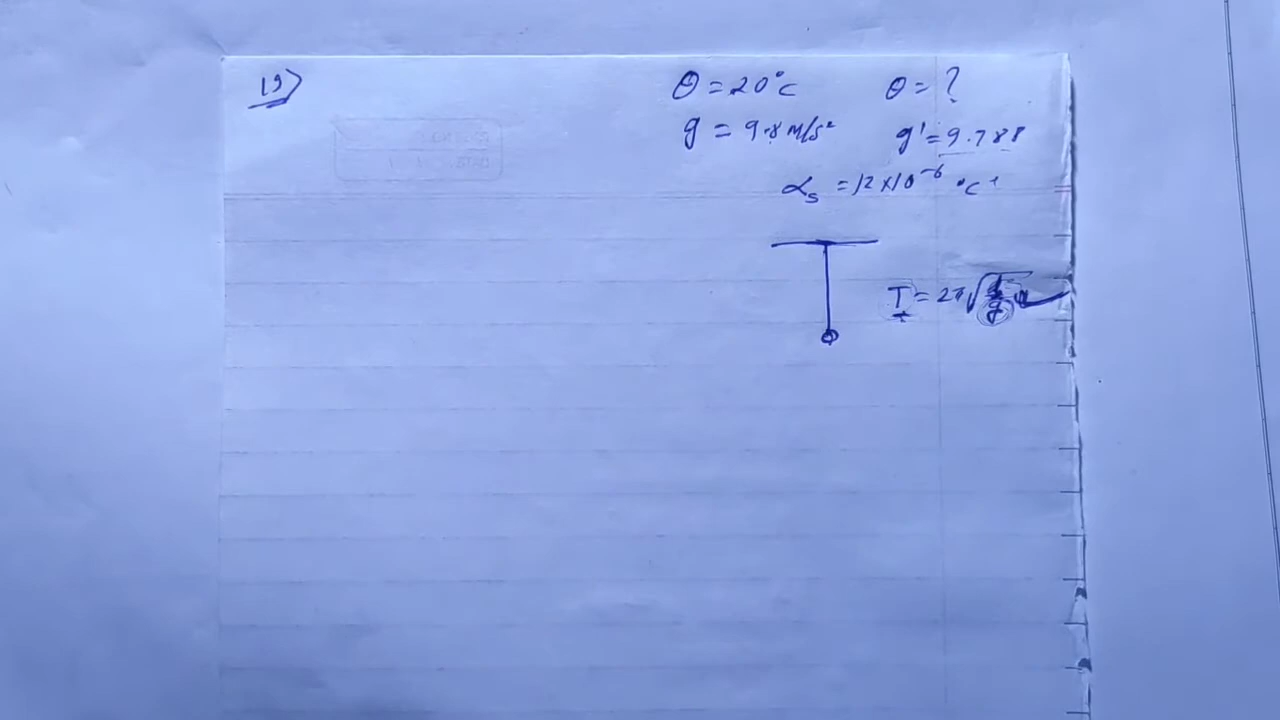 19)
θ = 20°C θ = ?
g = 9.8 m/s² g' = 9.788
αs = 12 × 10⁻⁶ °C⁻¹
T = 2π√(l/g)